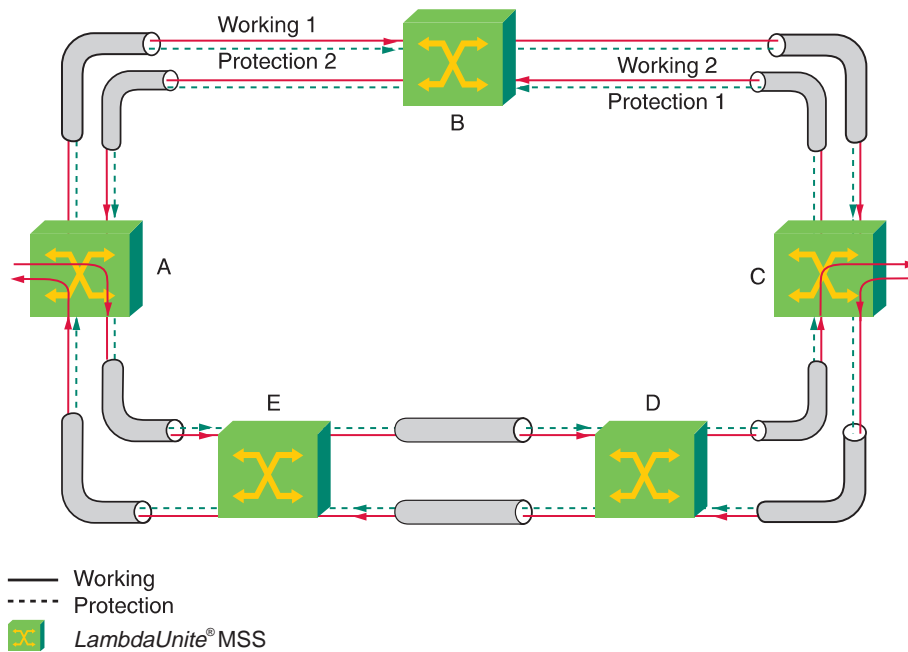 Working 1
Protection 2
Working 2
Protection 1
B
A
C
E
D
Working
Protection
LambdaUnite® MSS